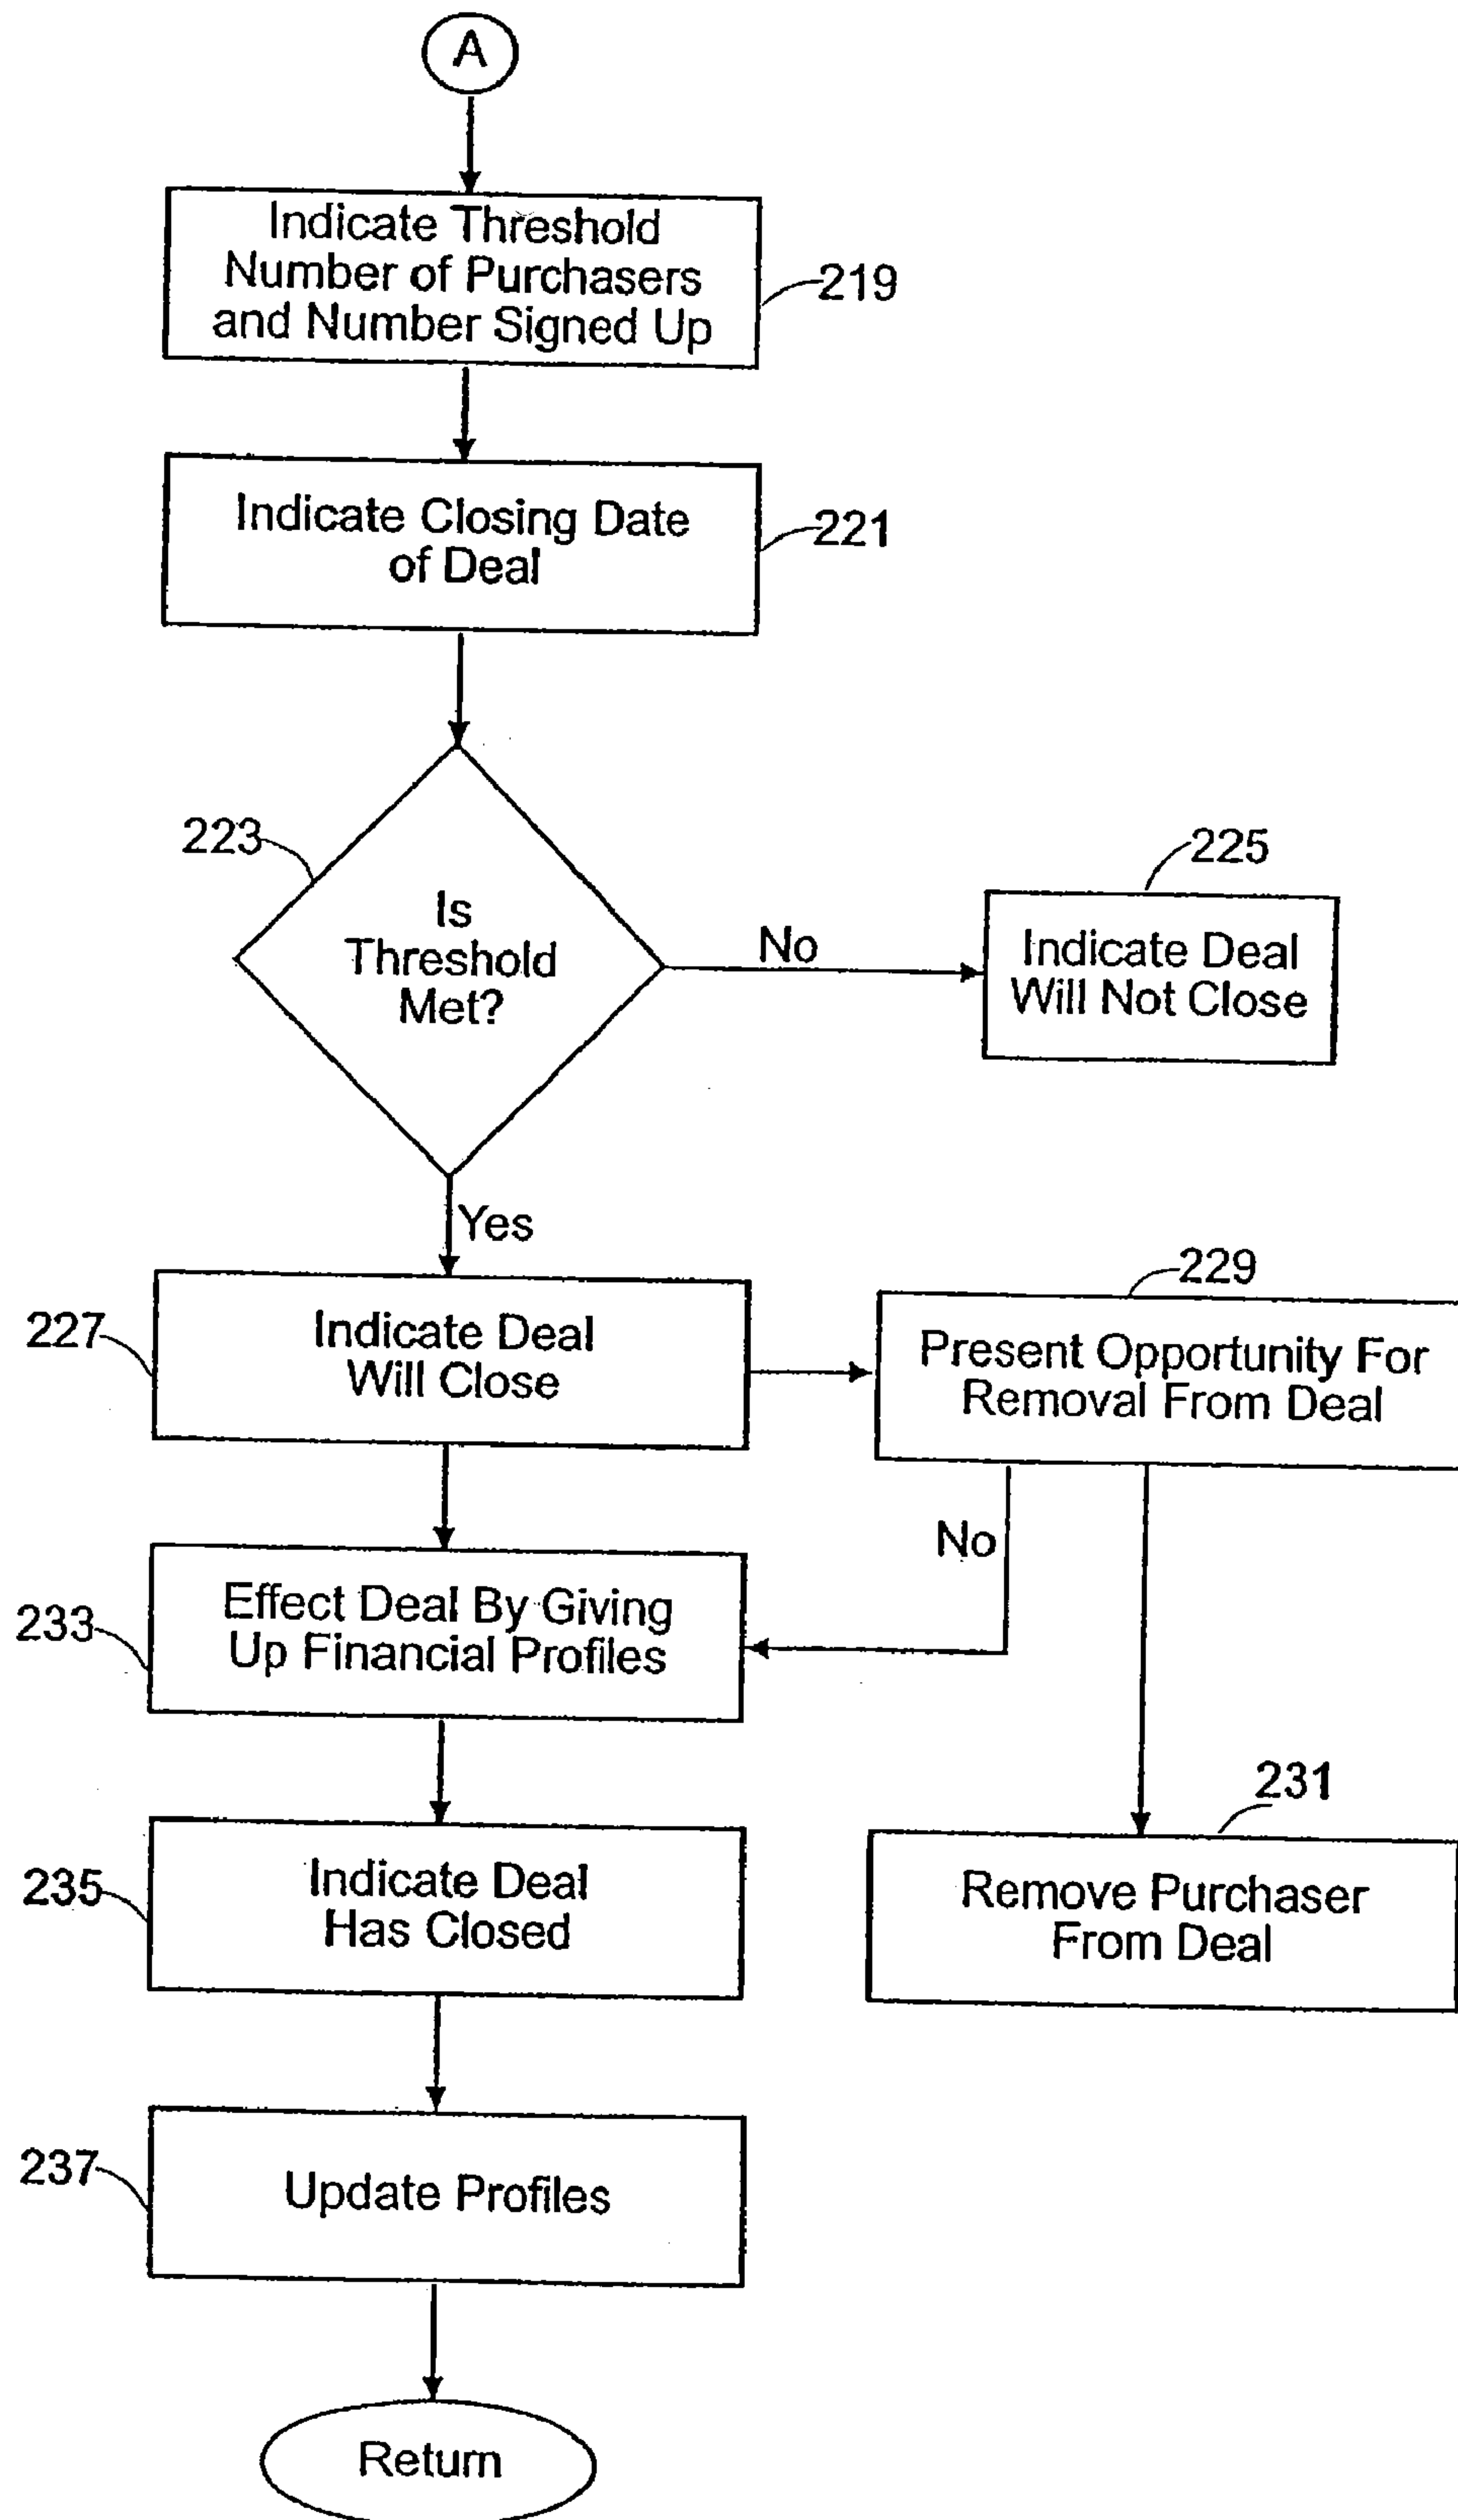 A
Indicate Threshold
Number of Purchasers
and Number Signed Up
219
Indicate Closing Date
of Deal
221
223
Is
Threshold
Met?
No
225
Indicate Deal
Will Not Close
Yes
227
Indicate Deal
Will Close
229
Present Opportunity For
Removal From Deal
No
233
Effect Deal By Giving
Up Financial Profiles
231
235
Indicate Deal
Has Closed
Remove Purchaser
From Deal
237
Update Profiles
Return